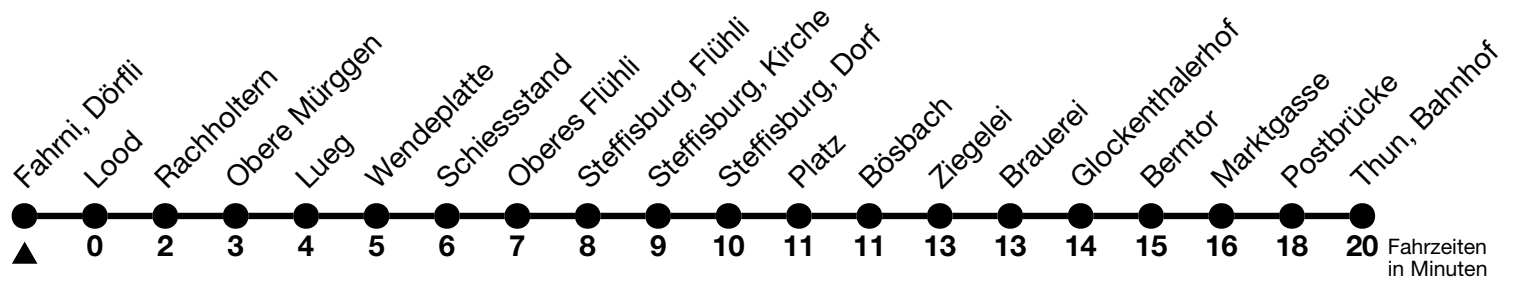 Fahrni, Dörfli
Lood
Rachholtern
Obere Mürggen
Lueg
Wendeplatte
Schiessstand
Oberes Flühli
Steffisburg, Flühli
Steffisburg, Kirche
Steffisburg, Dorf
Platz
Bösbach
Ziegelei
Brauerei
Glockenthalerhof
Berntor
Marktgasse
Postbrücke
Thun, Bahnhof
0 2 3 4 5 6 7 8 9 10 11 11 13 13 14 15 16 18 20 Fahrzeiten
in Minuten